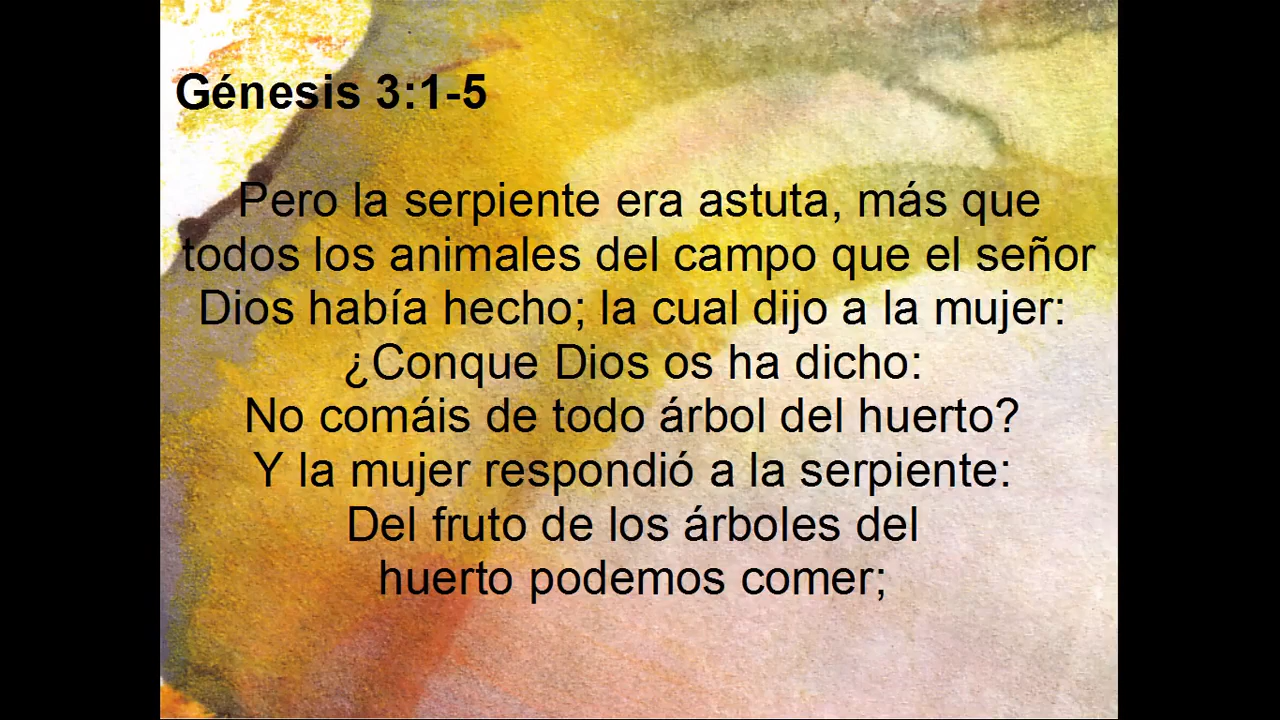 Génesis 3:1-5
Pero la serpiente era astuta, más que
todos los animales del campo que el señor
Dios había hecho; la cual dijo a la mujer:
¿Conque Dios os ha dicho:
No comáis de todo árbol del huerto?
Y la mujer respondió a la serpiente:
Del fruto de los árboles del
huerto podemos comer;